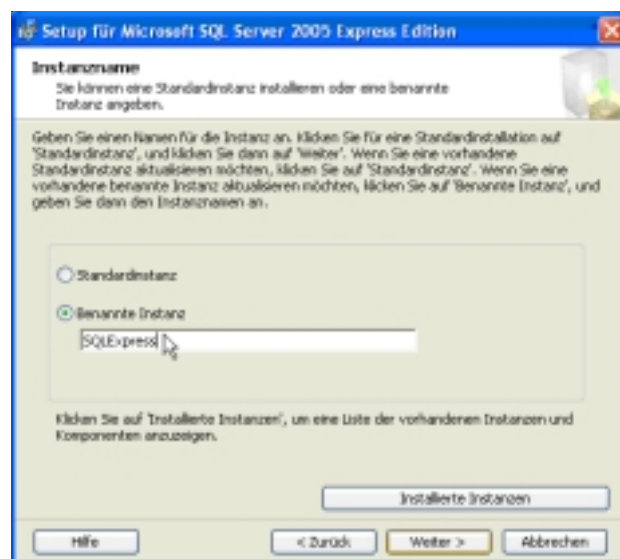 Setup für Microsoft SQL Server 2005 Express Edition
Instanzname
Sie können eine Standardinstanz installieren oder eine benannte
Instanz angeben.
Geben Sie einen Namen für die Instanz an. Klicken Sie für eine Standardinstallation auf
'Standardinstanz', und klicken Sie dann auf 'Weiter'. Wenn Sie eine vorhandene
Standardinstanz aktualisieren möchten, klicken Sie auf 'Standardinstanz'. Wenn Sie eine
vorhandene benannte Instanz aktualisieren möchten, klicken Sie auf 'Benannte Instanz', und
geben Sie dann den Instanznamen an.
Standardinstanz
Benannte Instanz
SQLExpress
Klicken Sie auf 'Installierte Instanzen', um eine Liste der vorhandenen Instanzen und
Komponenten anzuzeigen.
Installierte Instanzen
Hilfe
< Zurück
Weiter >
Abbrechen